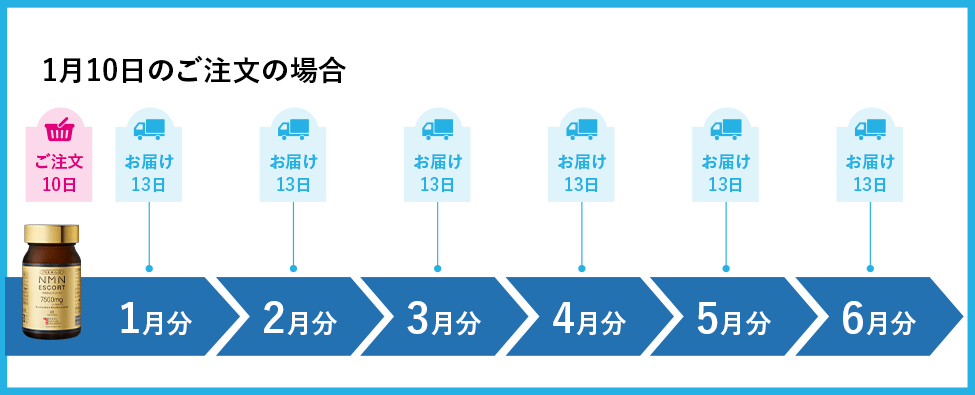 1月10日のご注文の場合
ご注文
10日
お届け
13日
お届け
13日
お届け
13日
お届け
13日
お届け
13日
お届け
13日
NMN
ESCORT
7500mg
1月分
2月分
3月分
4月分
5月分
6月分